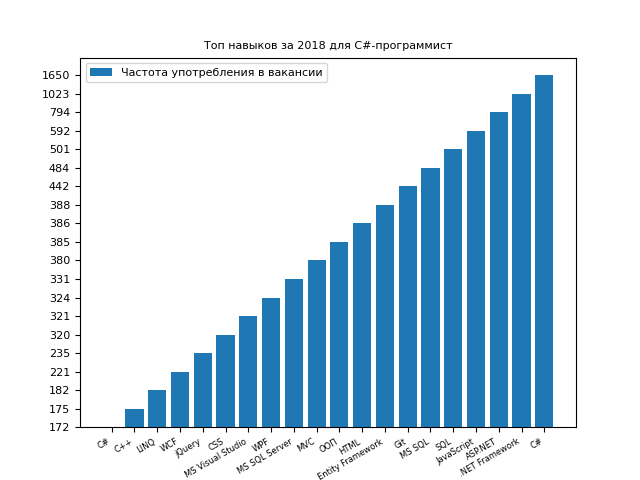 Топ навыков за 2018 для C#-программист
Частота употребления в вакансии
1650
1023
794
592
501
484
442
388
386
385
380
331
324
321
320
235
221
182
175
172
C#
C++
LINQ
WCF
jQuery
CSS
MS Visual Studio
WPF
MS SQL Server
MVC
ООП
HTML
Entity Framework
Git
MS SQL
SQL
JavaScript
ASP.NET
.NET Framework
C#